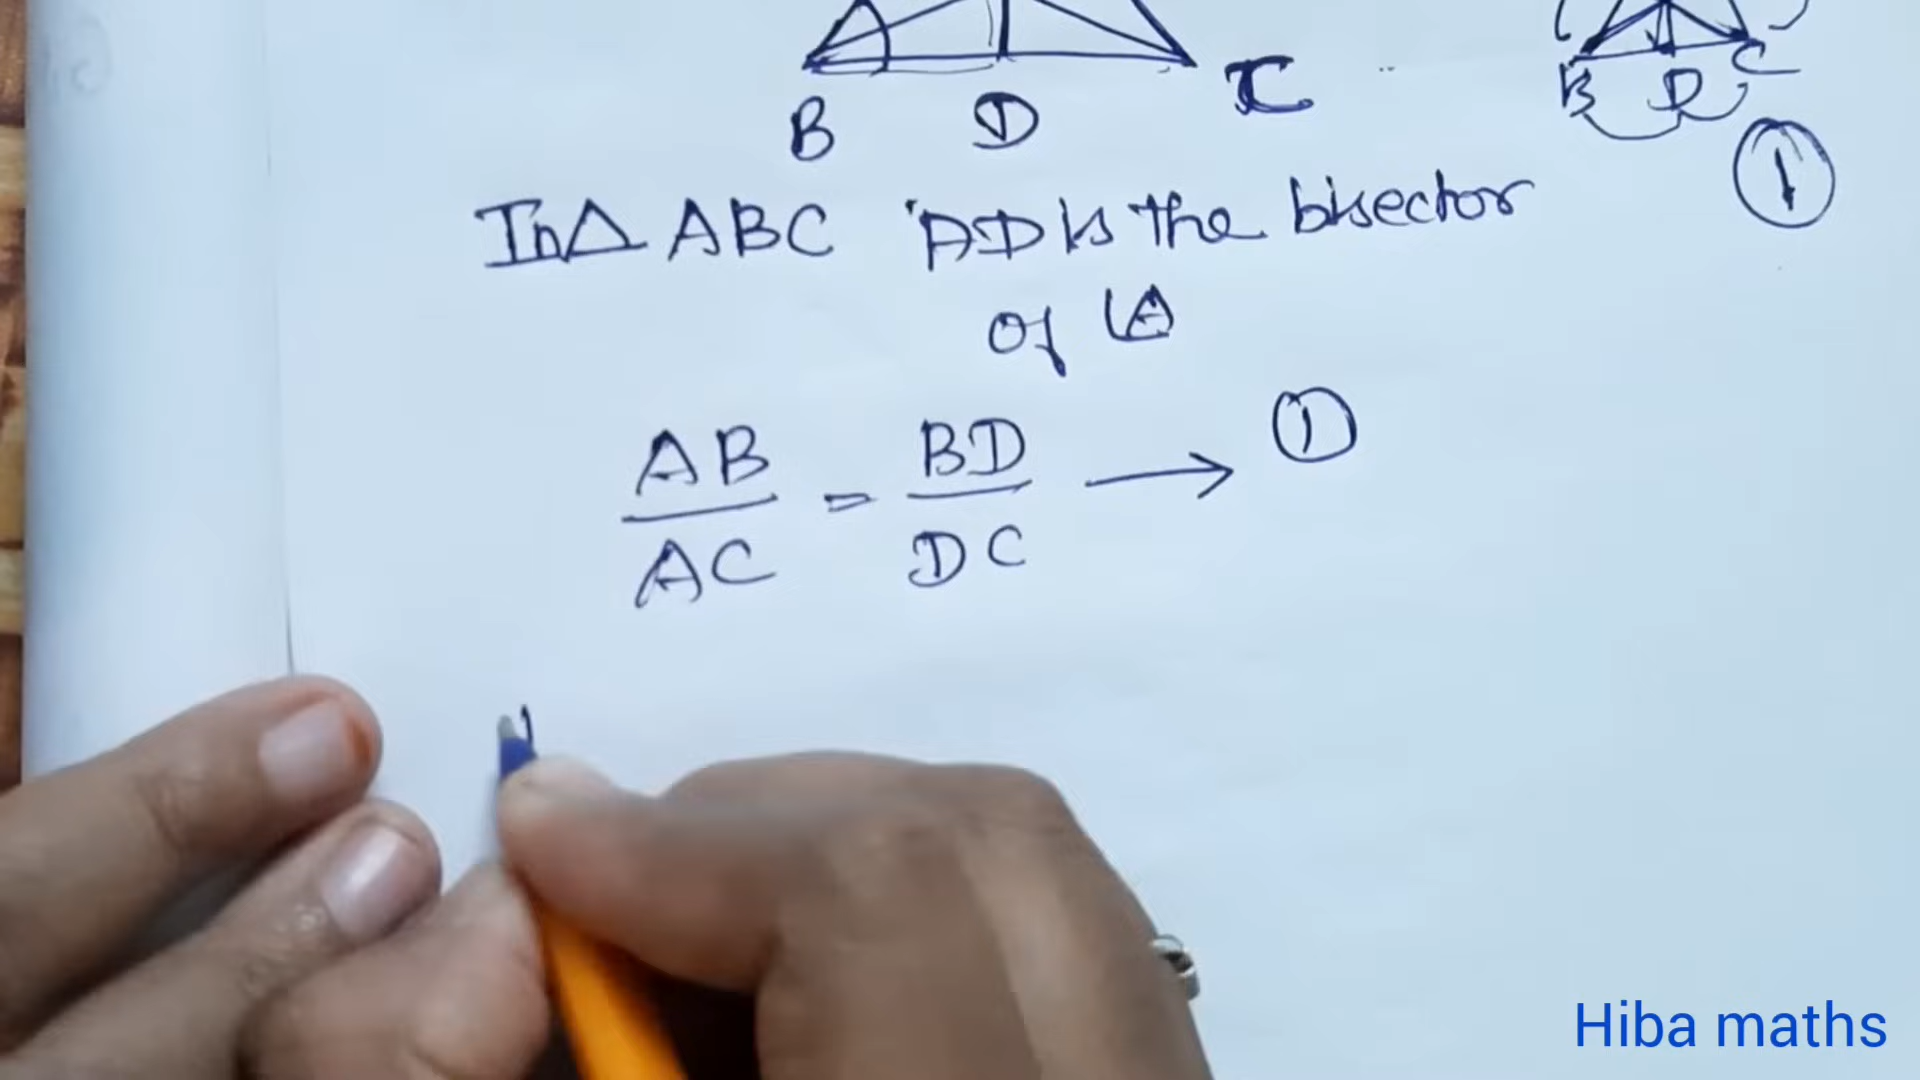 B D C
B D C
①
In △ ABC AD is the bisector
of ∠A
AB/AC = BD/DC → ①
Hiba maths